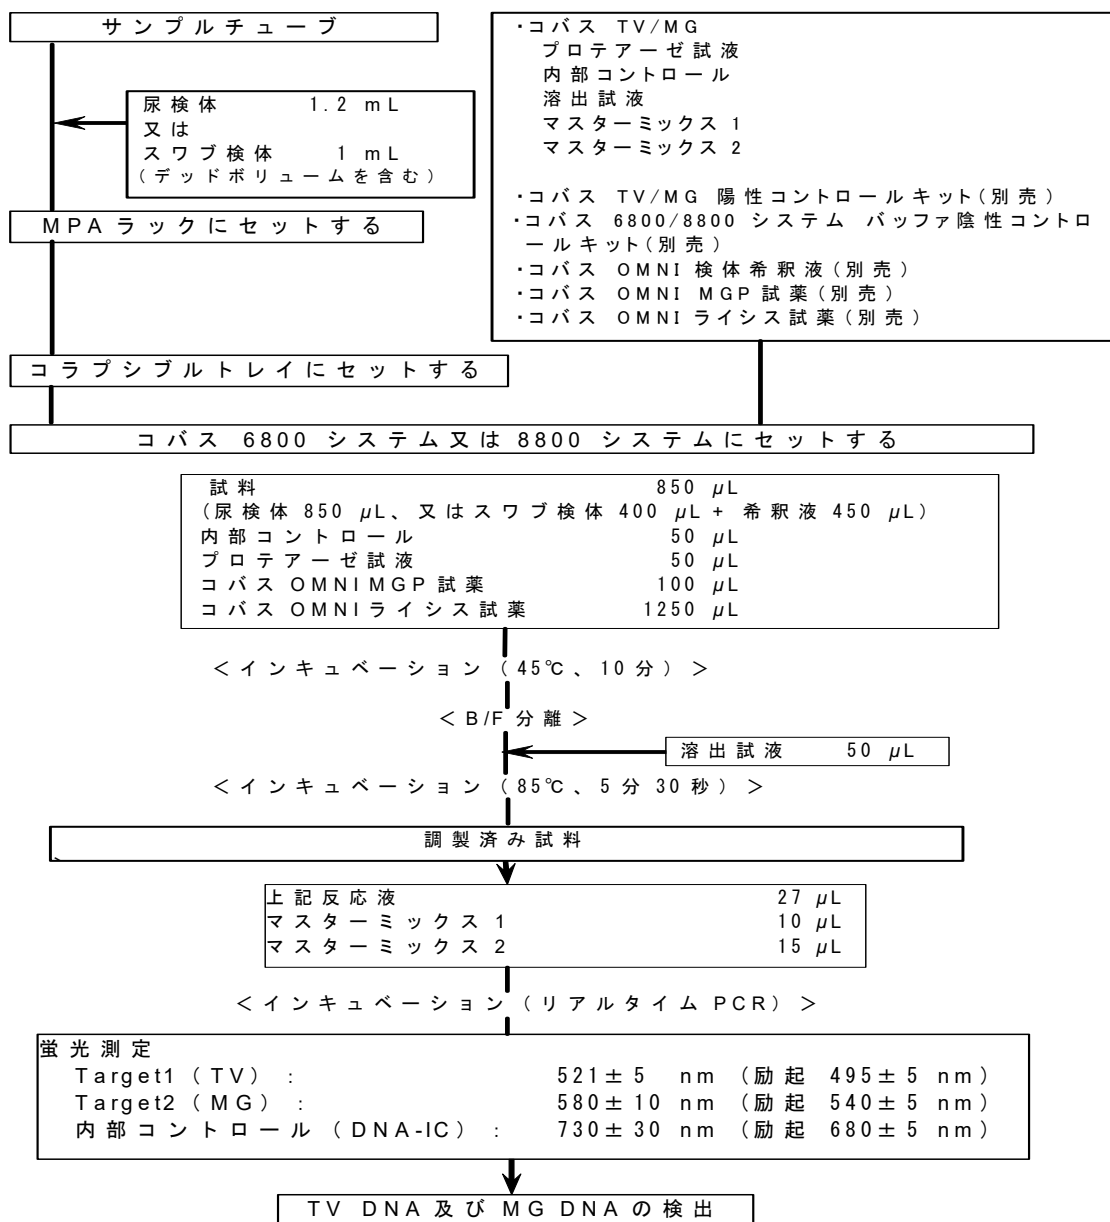 サンプルチューブ
尿検体 1.2 mL
又は
スワブ検体 1 mL
(デッドボリュームを含む)
MPAラックにセットする
コラプシブルトレイにセットする
・コバス TV/MG
プロテアーゼ試液
内部コントロール
溶出試液
マスターミックス 1
マスターミックス 2
・コバス TV/MG 陽性コントロールキット(別売)
・コバス 6800/8800 システム バッファ陰性コントロ
ールキット(別売)
・コバス OMNI 検体希釈液(別売)
・コバス OMNI MGP 試薬(別売)
・コバス OMNI ライシス試薬(別売)
コバス 6800 システム又は 8800 システムにセットする
試料 850 µL
(尿検体 850 µL、又はスワブ検体 400 µL + 希釈液 450 µL)
内部コントロール 50 µL
プロテアーゼ試液 50 µL
コバス OMNI MGP 試薬 100 µL
コバス OMNI ライシス試薬 1250 µL
<インキュベーション(45℃、10分)>
<B/F 分離>
溶出試液 50 µL
<インキュベーション(85℃、5分30秒)>
調製済み試料
上記反応液 27 µL
マスターミックス 1 10 µL
マスターミックス 2 15 µL
<インキュベーション(リアルタイム PCR)>
蛍光測定
Target1(TV): 521±5 nm (励起 495±5 nm)
Target2(MG): 580±10 nm (励起 540±5 nm)
内部コントロール(DNA-IC): 730±30 nm (励起 680±5 nm)
TV DNA 及び MG DNA の検出